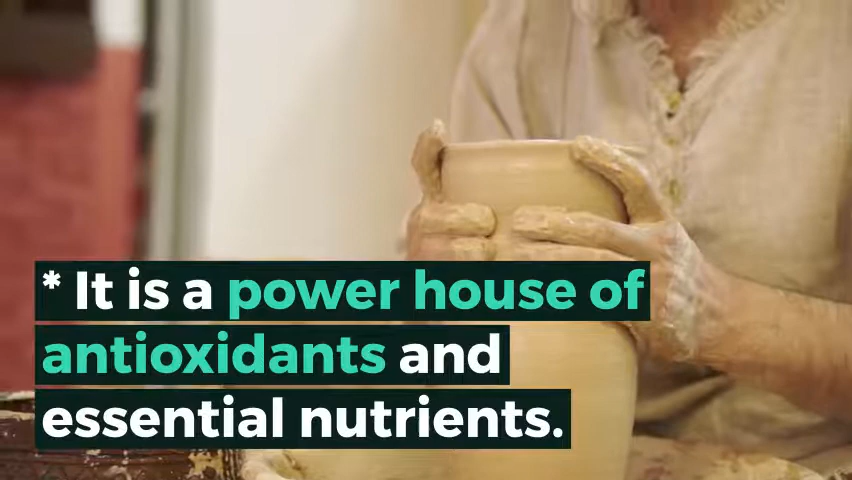 * It is a power house of
antioxidants and
essential nutrients.